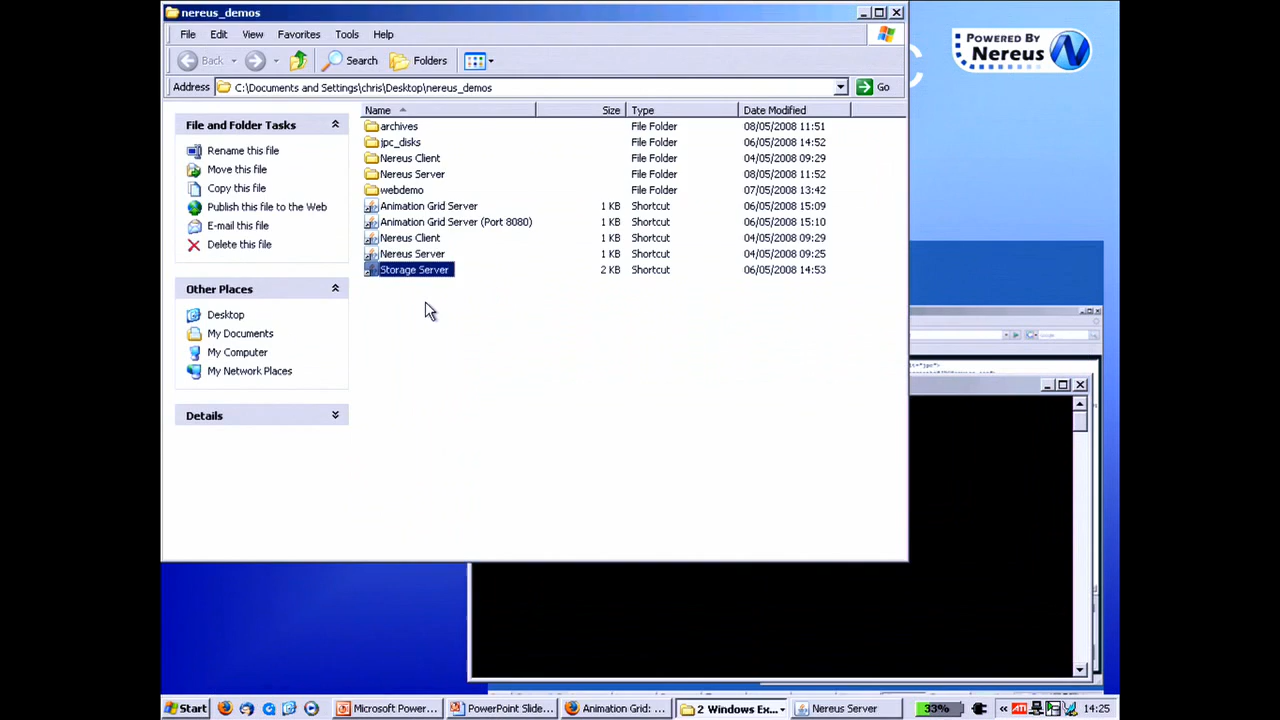 nereus_demos
File Edit View Favorites Tools Help
POWERED BY
Nereus
Back Search Folders
Address C:\Documents and Settings\chris\Desktop\nereus_demos Go
Name Size Type Date Modified
File and Folder Tasks
Rename this file
Move this file
Copy this file
Publish this file to the Web
E-mail this file
Delete this file
Other Places
Desktop
My Documents
My Computer
My Network Places
Details
archives File Folder 08/05/2008 11:51
jpc_disks File Folder 06/05/2008 14:52
Nereus Client File Folder 04/05/2008 09:29
Nereus Server File Folder 08/05/2008 11:52
webdemo File Folder 07/05/2008 13:42
Animation Grid Server 1 KB Shortcut 06/05/2008 15:09
Animation Grid Server (Port 8080) 1 KB Shortcut 06/05/2008 15:10
Nereus Client 1 KB Shortcut 04/05/2008 09:29
Nereus Server 1 KB Shortcut 04/05/2008 09:25
Storage Server 2 KB Shortcut 06/05/2008 14:53
Start Microsoft Power... PowerPoint Slide... Animation Grid: ... 2 Windows Ex... Nereus Server 33% « ATI 14:25